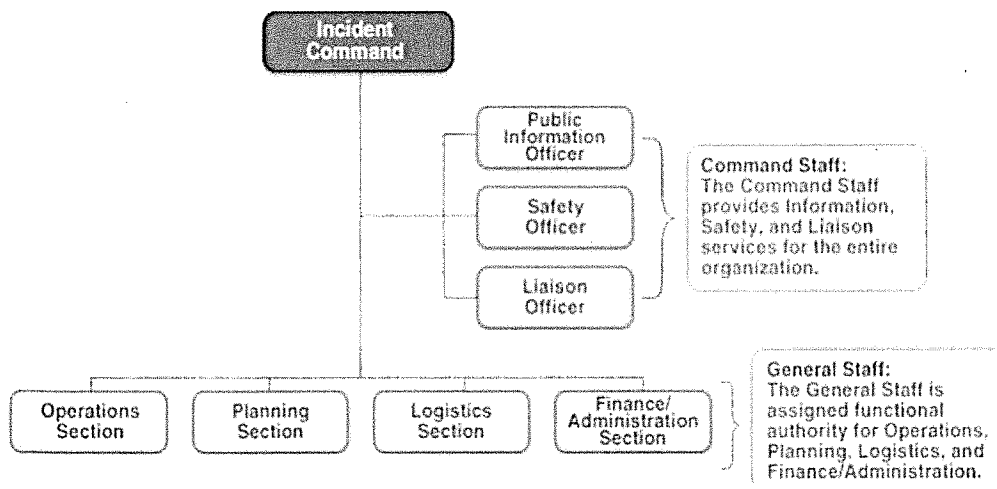 Incident
Command
Public
Information
Officer
Safety
Officer
Liaison
Officer
Command Staff:
The Command Staff
provides Information,
Safety, and Liaison
services for the entire
organization.
Operations
Section
Planning
Section
Logistics
Section
Finance/
Administration
Section
General Staff:
The General Staff is
assigned functional
authority for Operations,
Planning, Logistics, and
Finance/Administration.